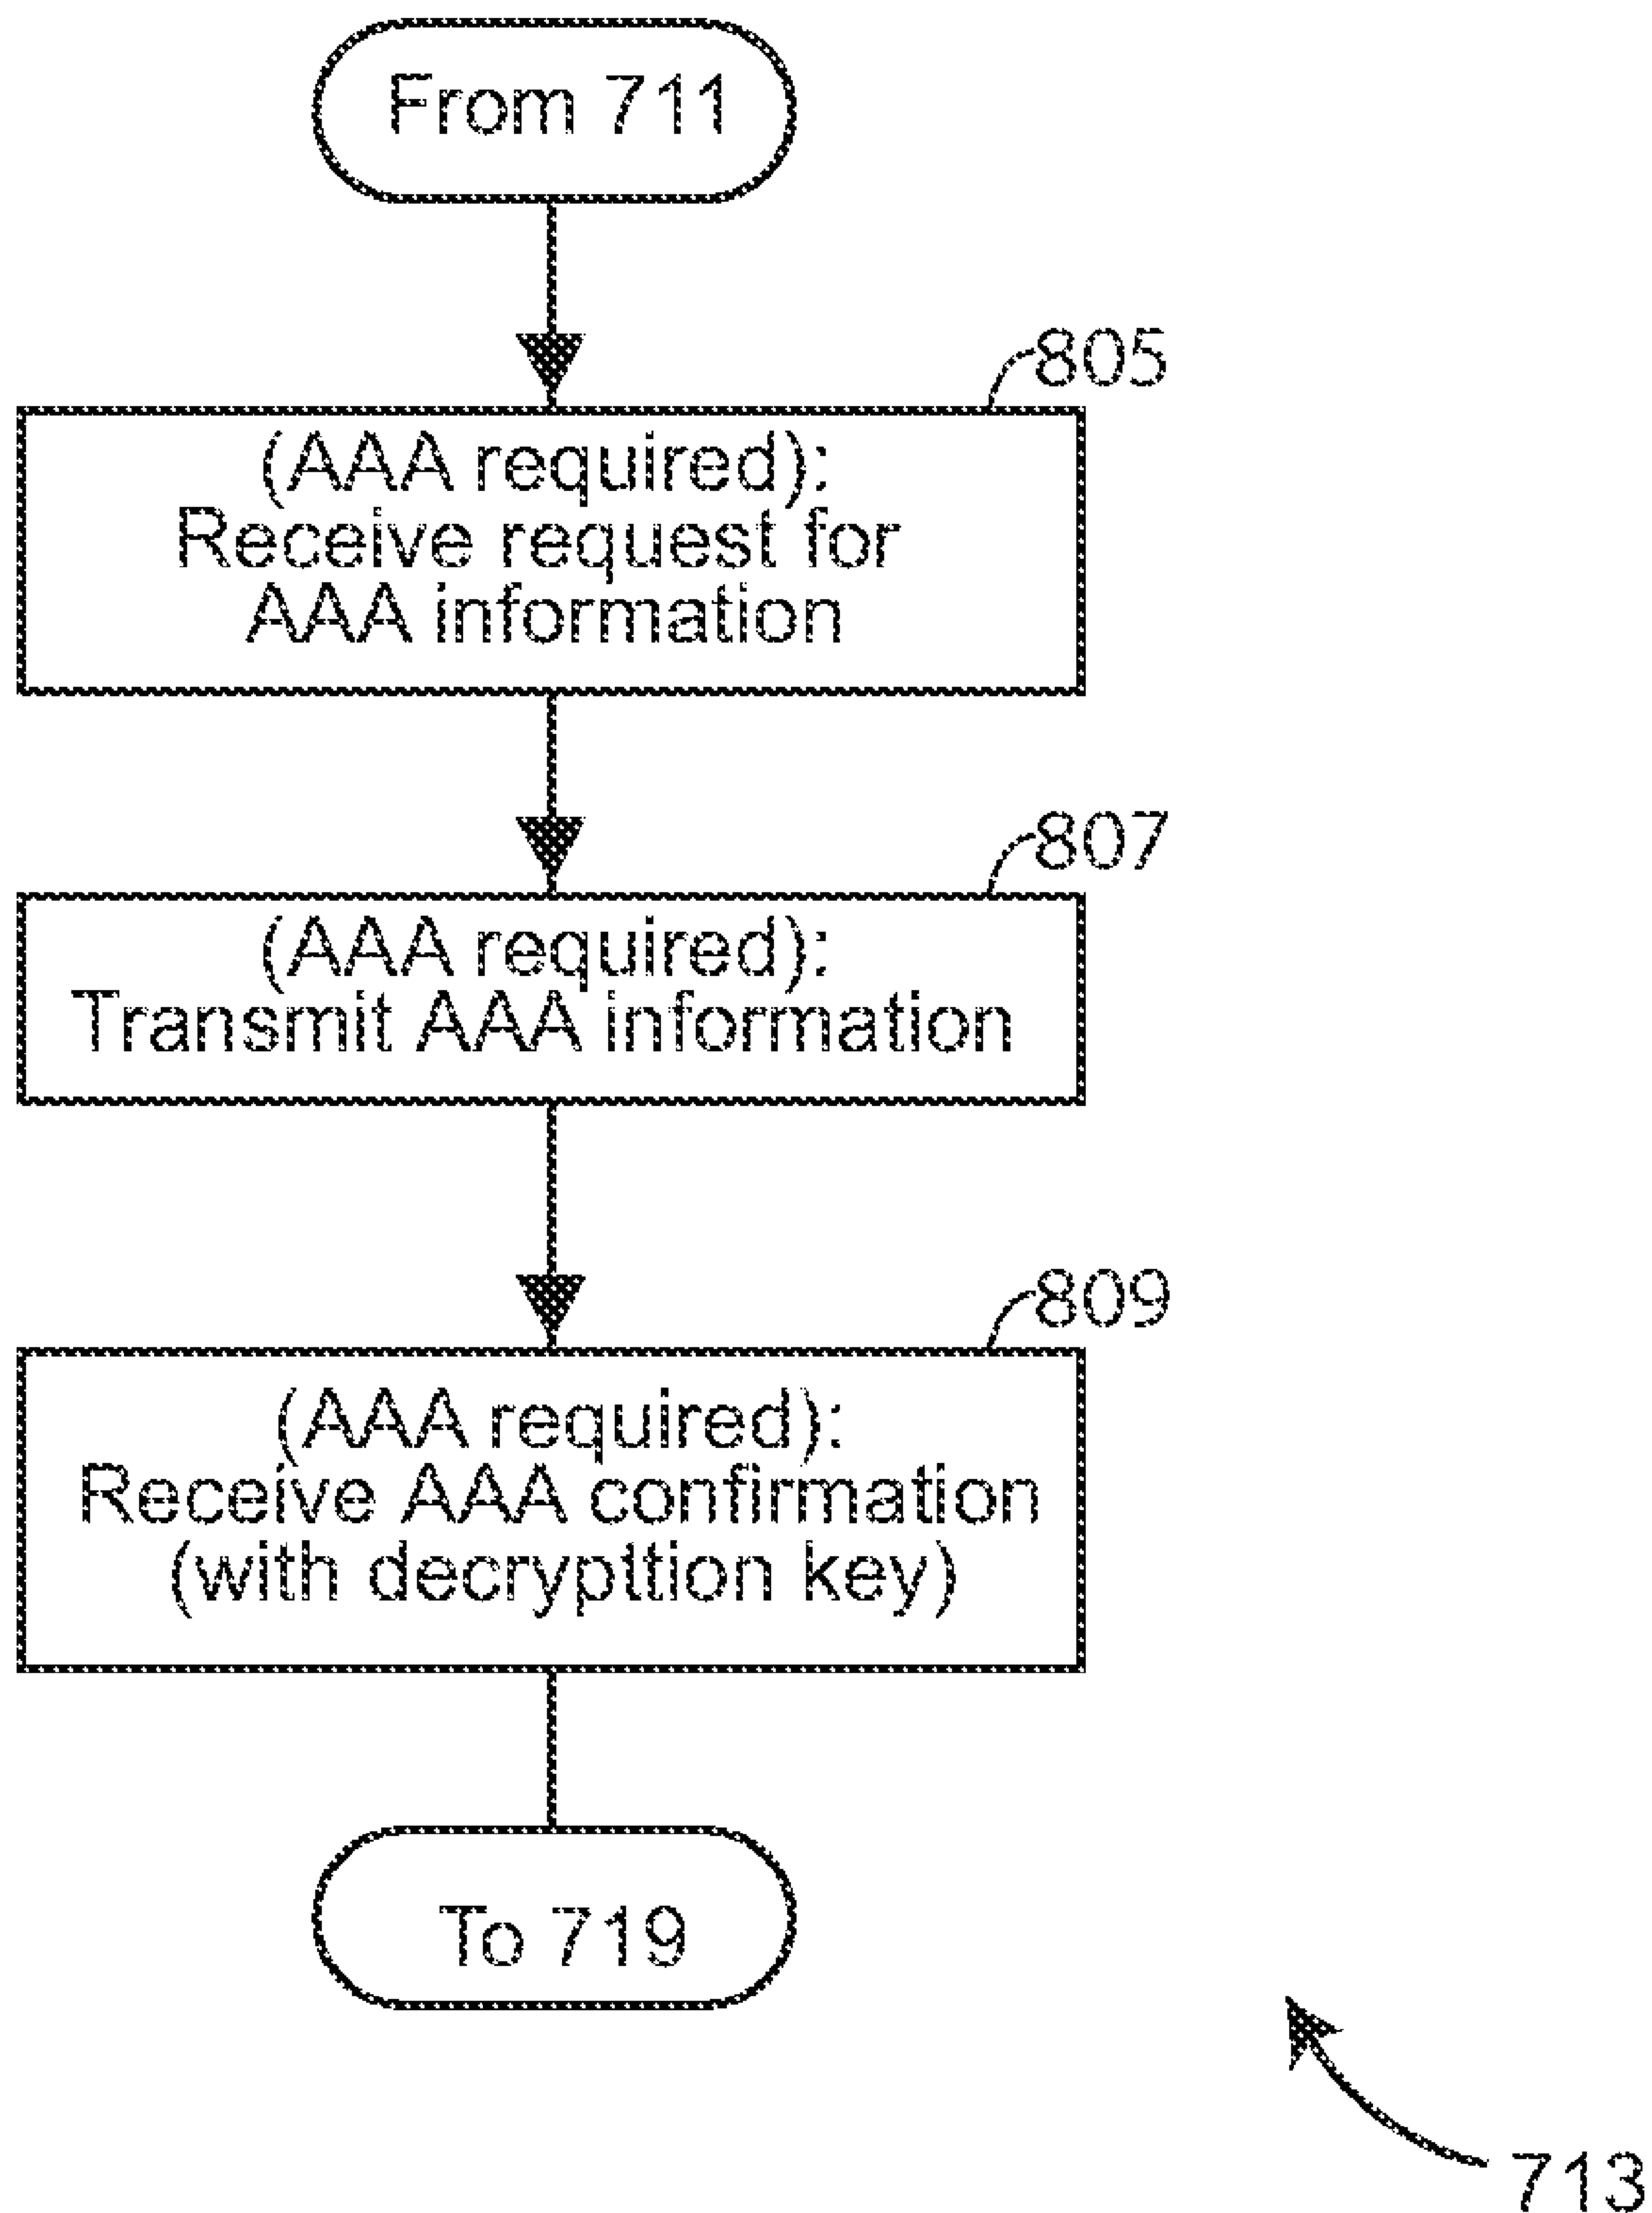 From 711
805
(AAA required):
Receive request for
AAA information
807
(AAA required):
Transmit AAA information
809
(AAA required):
Receive AAA confirmation
(with decrypttion key)
To 719
713